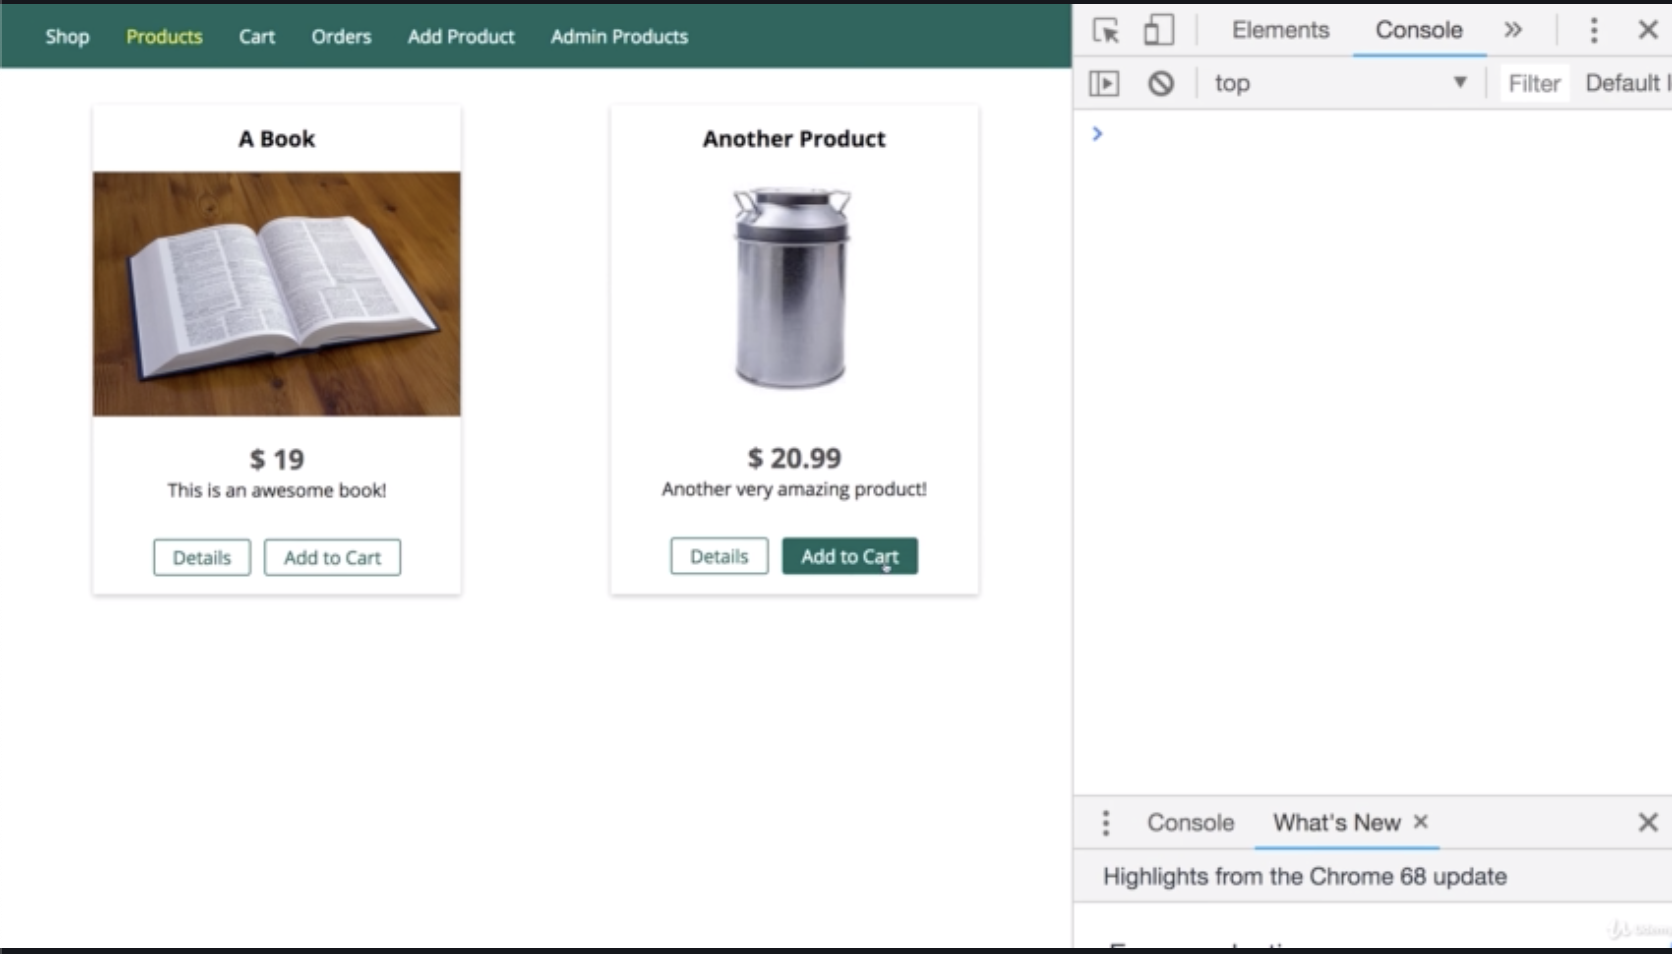 Shop Products Cart Orders Add Product Admin Products
A Book
$ 19
This is an awesome book!
Details Add to Cart
Another Product
$ 20.99
Another very amazing product!
Details Add to Cart
Elements Console
top Filter Default
Console What's New
Highlights from the Chrome 68 update